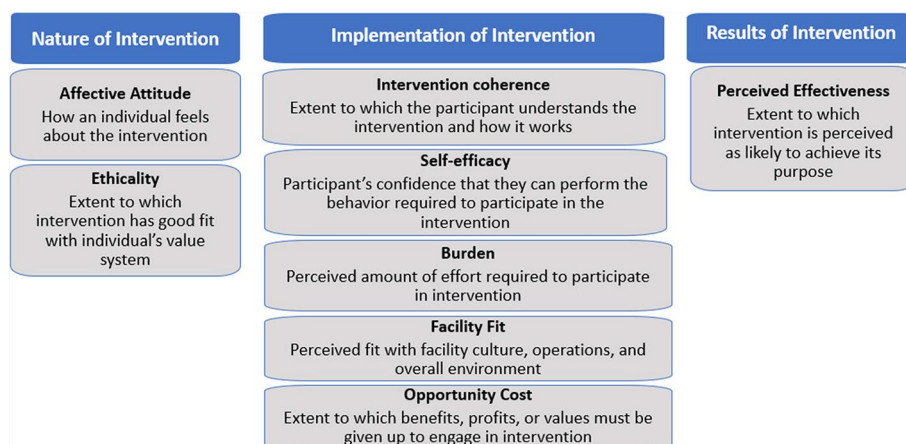 Nature of Intervention
Affective Attitude
How an individual feels
about the intervention
Ethicality
Extent to which
intervention has good fit
with individual’s value
system
Implementation of Intervention
Intervention coherence
Extent to which the participant understands the
intervention and how it works
Self-efficacy
Participant’s confidence that they can perform the
behavior required to participate in the
intervention
Burden
Perceived amount of effort required to participate
in intervention
Facility Fit
Perceived fit with facility culture, operations, and
overall environment
Opportunity Cost
Extent to which benefits, profits, or values must be
given up to engage in intervention
Results of Intervention
Perceived Effectiveness
Extent to which
intervention is perceived
as likely to achieve its
purpose